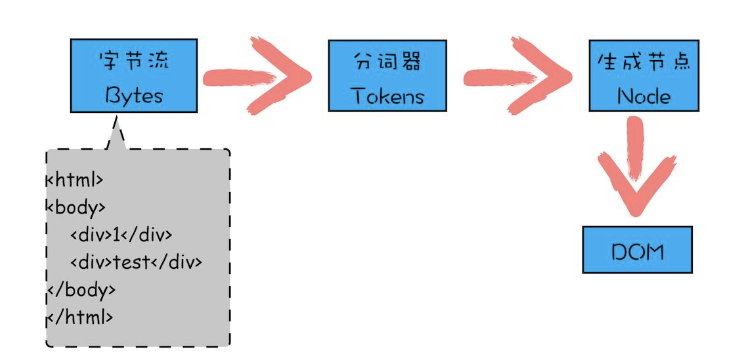 字节流
Bytes
分词器
Tokens
生成节点
Node
<html>
<body>
<div>1</div>
<div>test</div>
</body>
</html>
DOM